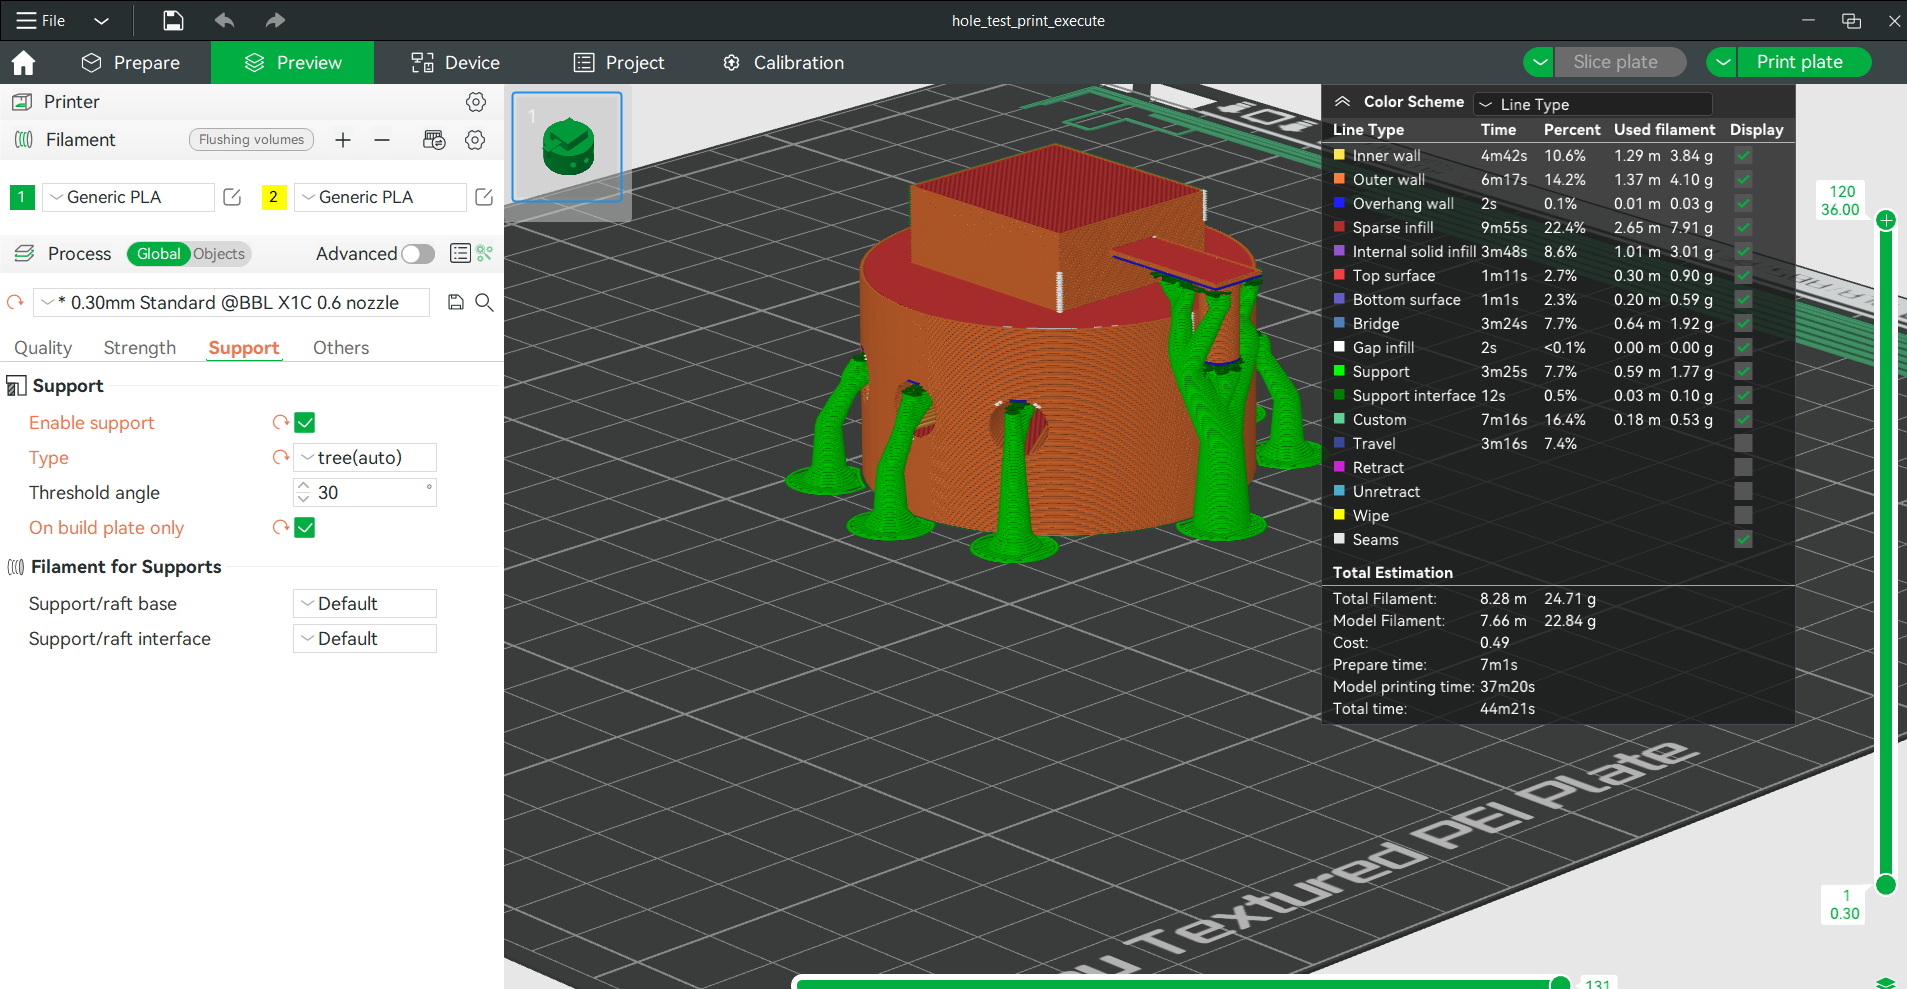 File
hole_test_print_execute
Prepare
Preview
Device
Project
Calibration
Slice plate
Print plate
Printer
Filament
Flushing volumes
1 Generic PLA
2 Generic PLA
Process Global Objects Advanced
* 0.30mm Standard @BBL X1C 0.6 nozzle
Quality Strength Support Others
Support
Enable support
Type tree(auto)
Threshold angle 30 °
On build plate only
Filament for Supports
Support/raft base Default
Support/raft interface Default
1
Color Scheme Line Type
Line Type Time Percent Used filament Display
Inner wall 4m42s 10.6% 1.29 m 3.84 g
Outer wall 6m17s 14.2% 1.37 m 4.10 g
Overhang wall 2s 0.1% 0.01 m 0.03 g
Sparse infill 9m55s 22.4% 2.65 m 7.91 g
Internal solid infill 3m48s 8.6% 1.01 m 3.01 g
Top surface 1m11s 2.7% 0.30 m 0.90 g
Bottom surface 1m1s 2.3% 0.20 m 0.59 g
Bridge 3m24s 7.7% 0.64 m 1.92 g
Gap infill 2s <0.1% 0.00 m 0.00 g
Support 3m25s 7.7% 0.59 m 1.77 g
Support interface 12s 0.5% 0.03 m 0.10 g
Custom 7m16s 16.4% 0.18 m 0.53 g
Travel 3m16s 7.4%
Retract
Unretract
Wipe
Seams
Total Estimation
Total Filament: 8.28 m 24.71 g
Model Filament: 7.66 m 22.84 g
Cost: 0.49
Prepare time: 7m1s
Model printing time: 37m20s
Total time: 44m21s
120
36.00
1
0.30
Textured PEI Plate
131